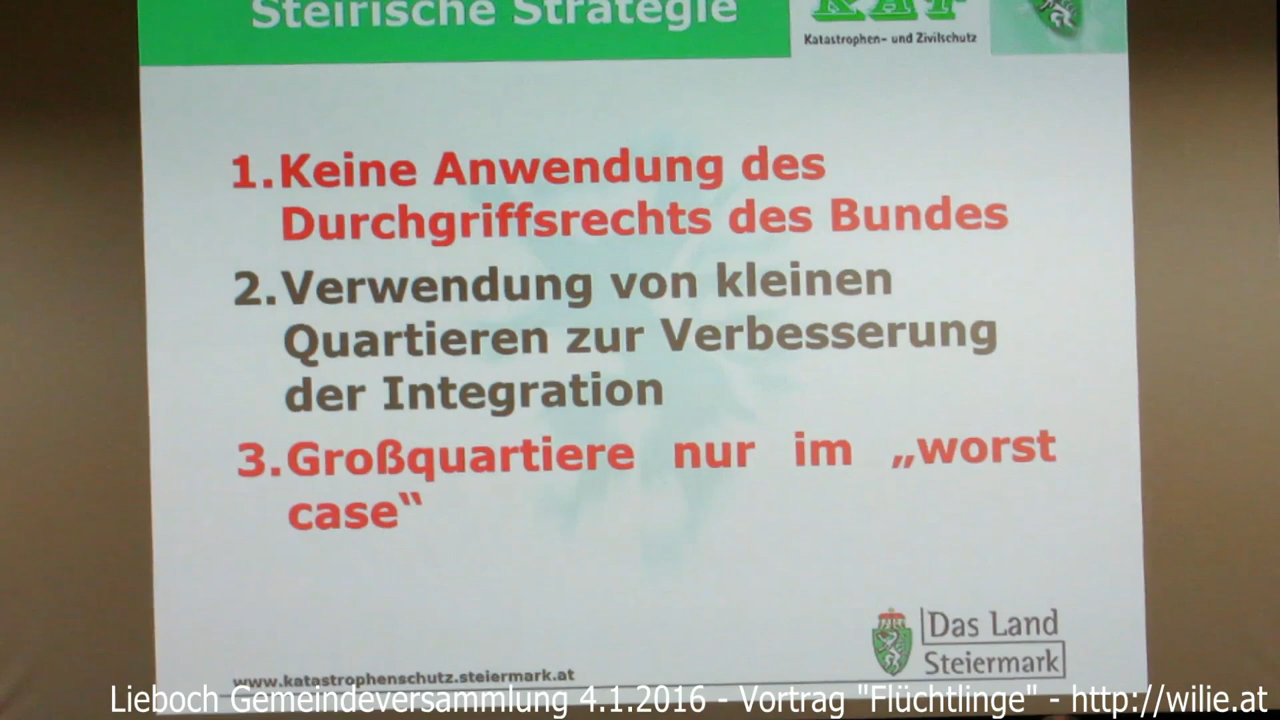 Steirische Strategie
KAT
Katastrophen- und Zivilschutz
1. Keine Anwendung des
Durchgriffsrechts des Bundes
2. Verwendung von kleinen
Quartieren zur Verbesserung
der Integration
3. Großquartiere nur im „worst
case“
Das Land
Steiermark
www.katastrophenschutz.steiermark.at
Lieboch Gemeindeversammlung 4.1.2016 - Vortrag "Flüchtlinge" - http://wilie.at